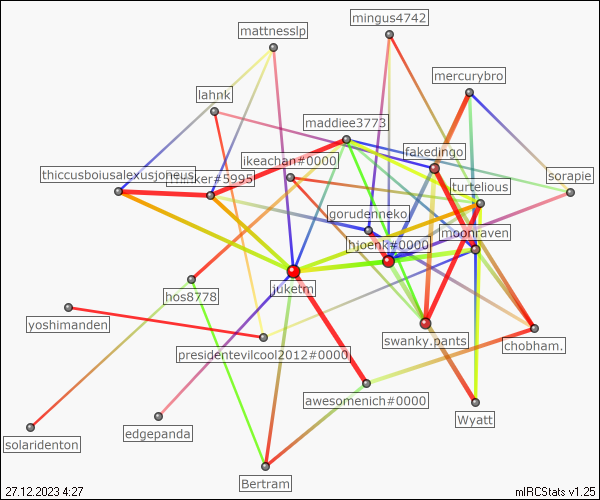 mingus4742
mattnesslp
mercurybro
lahnk
maddiee3773
fakedingo
ikeachan#0000
thiccusboiusalexusjoneus
#5995
sorapie
turtelious
gorudenneko
moonraven
hjoenk#0000
juketm
hos8778
yoshimanden
swanky.pants
chobham.
presidentevilcool2012#0000
awesomenich#0000
edgepanda
Wyatt
solaridenton
Bertram
27.12.2023 4:27
mIRCStats v1.25